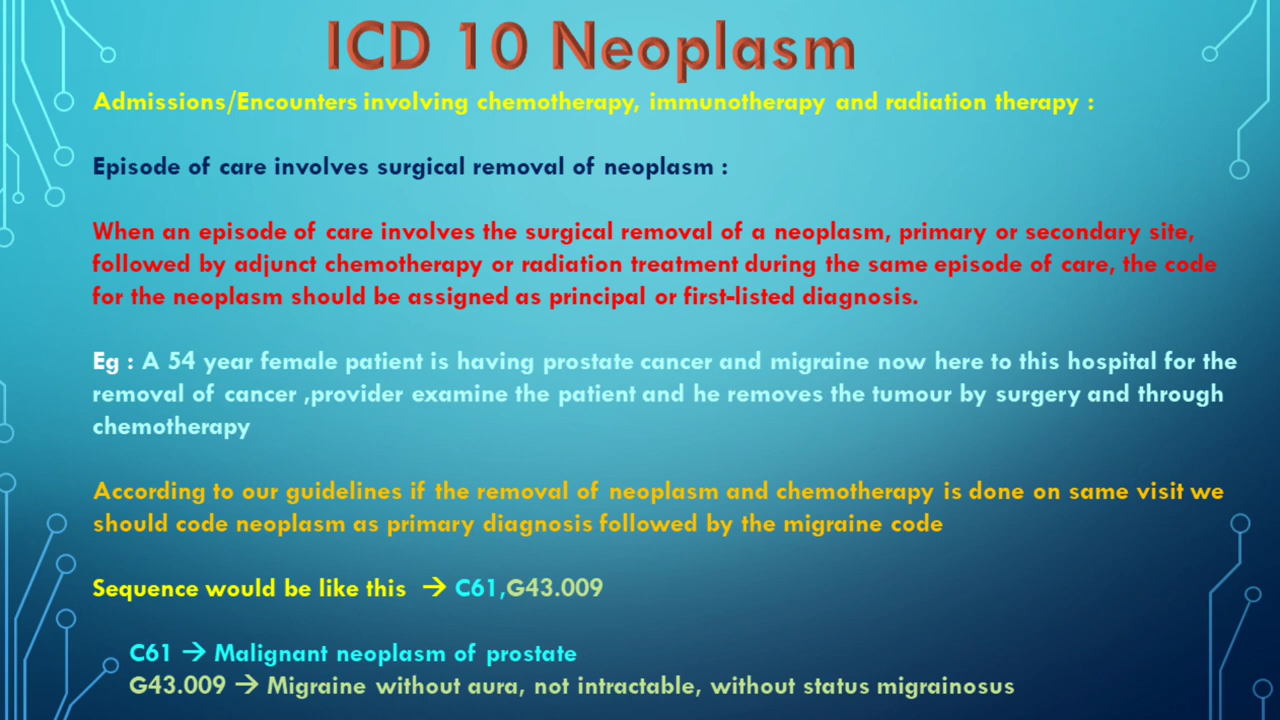 ICD 10 Neoplasm
Admissions/Encounters involving chemotherapy, immunotherapy and radiation therapy :
Episode of care involves surgical removal of neoplasm :
When an episode of care involves the surgical removal of a neoplasm, primary or secondary site,
followed by adjunct chemotherapy or radiation treatment during the same episode of care, the code
for the neoplasm should be assigned as principal or first-listed diagnosis.
Eg : A 54 year female patient is having prostate cancer and migraine now here to this hospital for the
removal of cancer ,provider examine the patient and he removes the tumour by surgery and through
chemotherapy
According to our guidelines if the removal of neoplasm and chemotherapy is done on same visit we
should code neoplasm as primary diagnosis followed by the migraine code
Sequence would be like this → C61,G43.009
C61 → Malignant neoplasm of prostate
G43.009 → Migraine without aura, not intractable, without status migrainosus